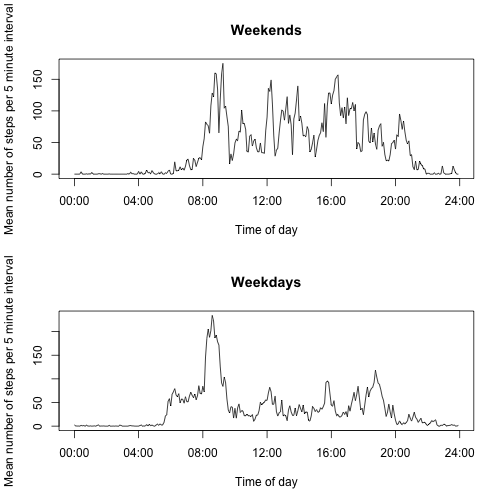 Weekends
Mean number of steps per 5 minute interval
0 50 100 150
00:00 04:00 08:00 12:00 16:00 20:00 24:00
Time of day
Weekdays
Mean number of steps per 5 minute interval
0 50 150
00:00 04:00 08:00 12:00 16:00 20:00 24:00
Time of day